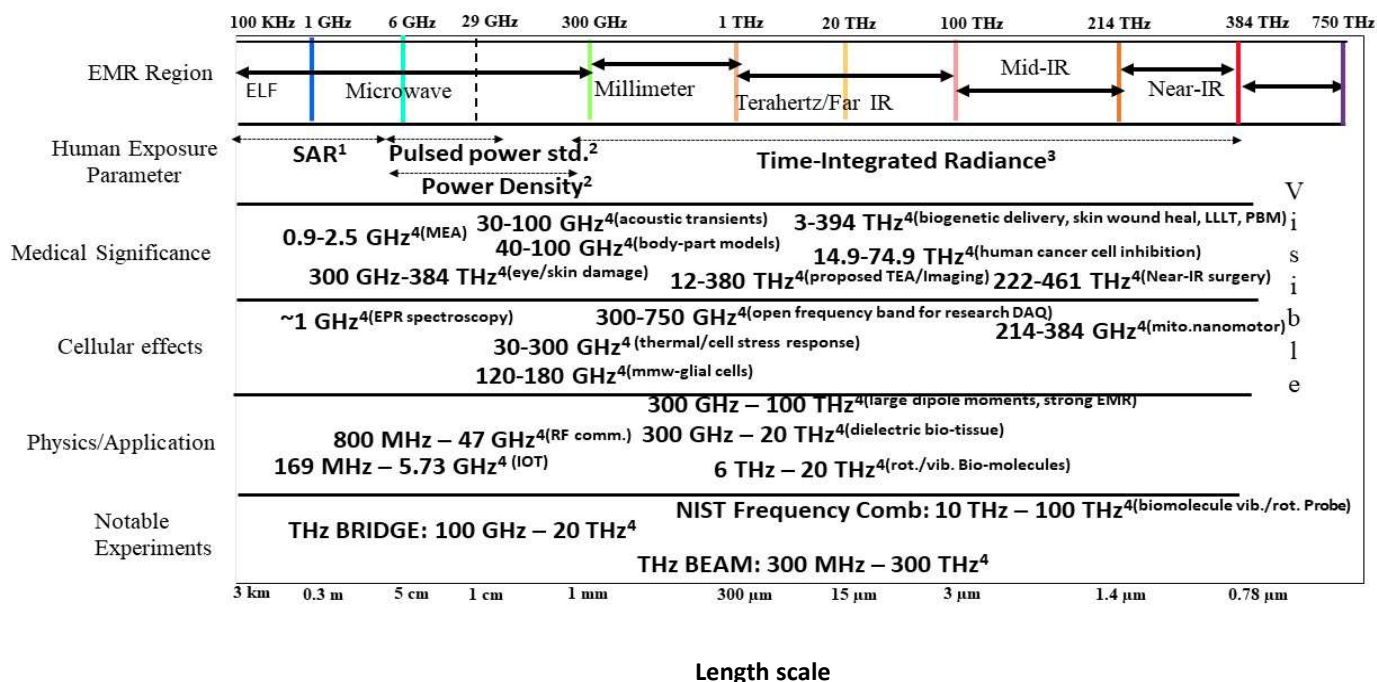 100 KHz 1 GHz 6 GHz 29 GHz 300 GHz 1 THz 20 THz 100 THz 214 THz 384 THz 750 THz
EMR Region
ELF Microwave Millimeter Terahertz/Far IR Mid-IR Near-IR
Human Exposure
Parameter
SAR¹ Pulsed power std.² Time-Integrated Radiance³
Power Density²
Visible
Medical Significance
0.9-2.5 GHz⁴(MEA) 30-100 GHz⁴(acoustic transients) 3-394 THz⁴(biogenetic delivery, skin wound heal, LLLT, PBM)
40-100 GHz⁴(body-part models) 14.9-74.9 THz⁴(human cancer cell inhibition)
300 GHz-384 THz⁴(eye/skin damage) 12-380 THz⁴(proposed TEA/Imaging) 222-461 THz⁴(Near-IR surgery)
Cellular effects
~1 GHz⁴(EPR spectroscopy) 300-750 GHz⁴(open frequency band for research DAQ) 214-384 GHz⁴(mito.nanomotor)
30-300 GHz⁴ (thermal/cell stress response)
120-180 GHz⁴(mmw-glial cells)
Physics/Application
300 GHz – 100 THz⁴(large dipole moments, strong EMR)
800 MHz – 47 GHz⁴(RF comm.) 300 GHz – 20 THz⁴(dielectric bio-tissue)
169 MHz – 5.73 GHz⁴ (IOT) 6 THz – 20 THz⁴(rot./vib. Bio-molecules)
Notable
Experiments
NIST Frequency Comb: 10 THz – 100 THz⁴(biomolecule vib./rot. Probe)
THz BRIDGE: 100 GHz – 20 THz⁴
THz BEAM: 300 MHz – 300 THz⁴
3 km 0.3 m 5 cm 1 cm 1 mm 300 µm 15 µm 3 µm 1.4 µm 0.78 µm
Length scale